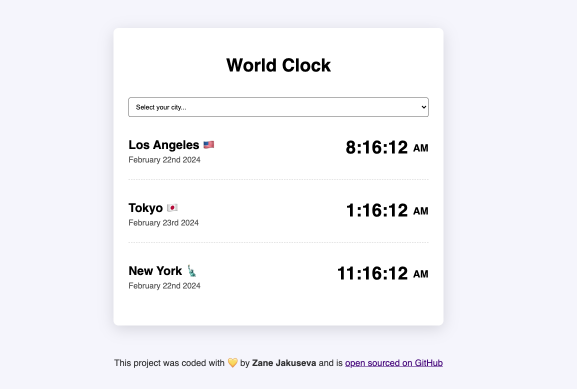 World Clock
Select your city...
Los Angeles 🇺🇸 8:16:12 AM
February 22nd 2024
Tokyo 🇯🇵 1:16:12 AM
February 23rd 2024
New York 🗽 11:16:12 AM
February 22nd 2024
This project was coded with 💛 by Zane Jakuseva and is open sourced on GitHub